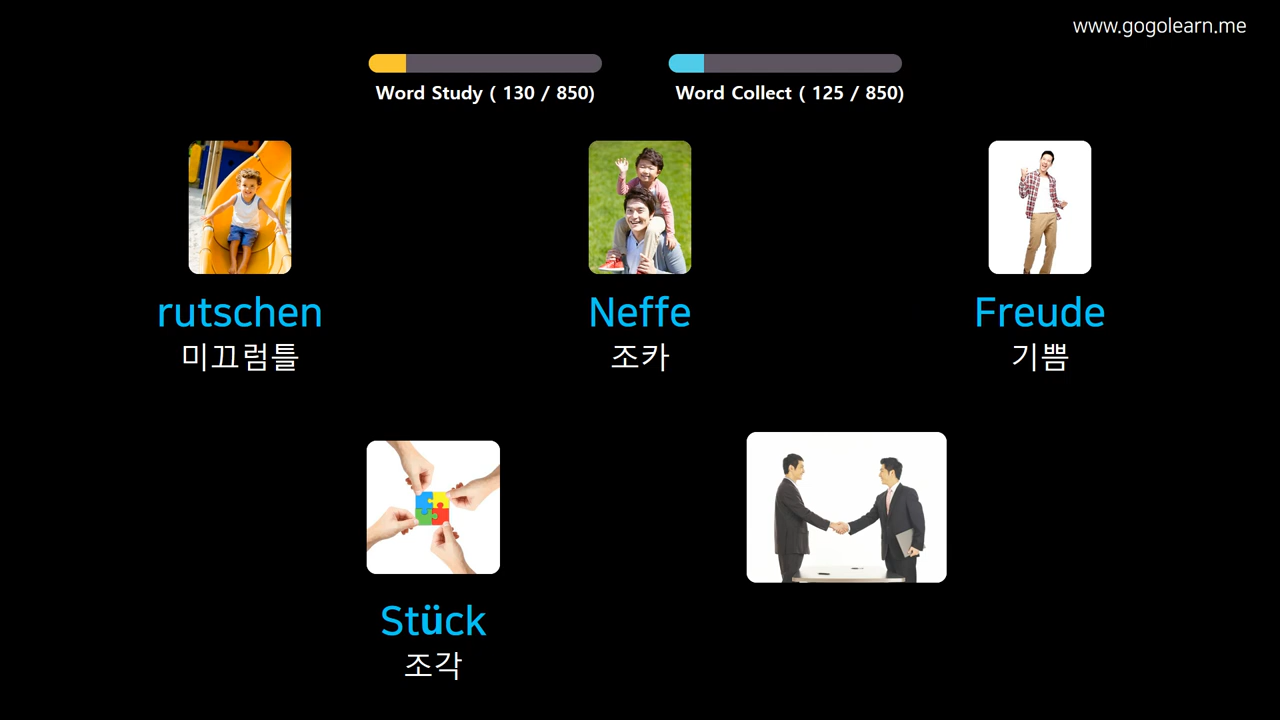 www.gogolearn.me
Word Study ( 130 / 850)
Word Collect ( 125 / 850)
rutschen
미끄럼틀
Neffe
조카
Freude
기쁨
Stück
조각